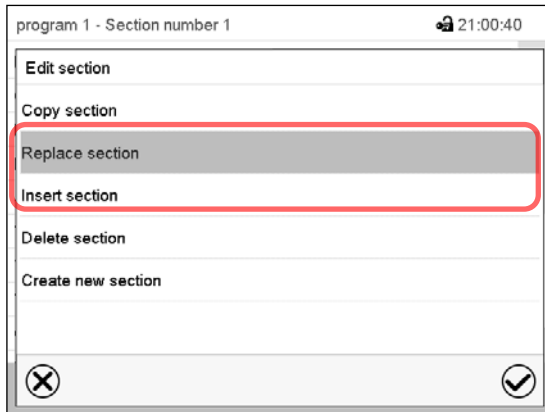 program 1 - Section number 1 21:00:40
Edit section
Copy section
Replace section
Insert section
Delete section
Create new section